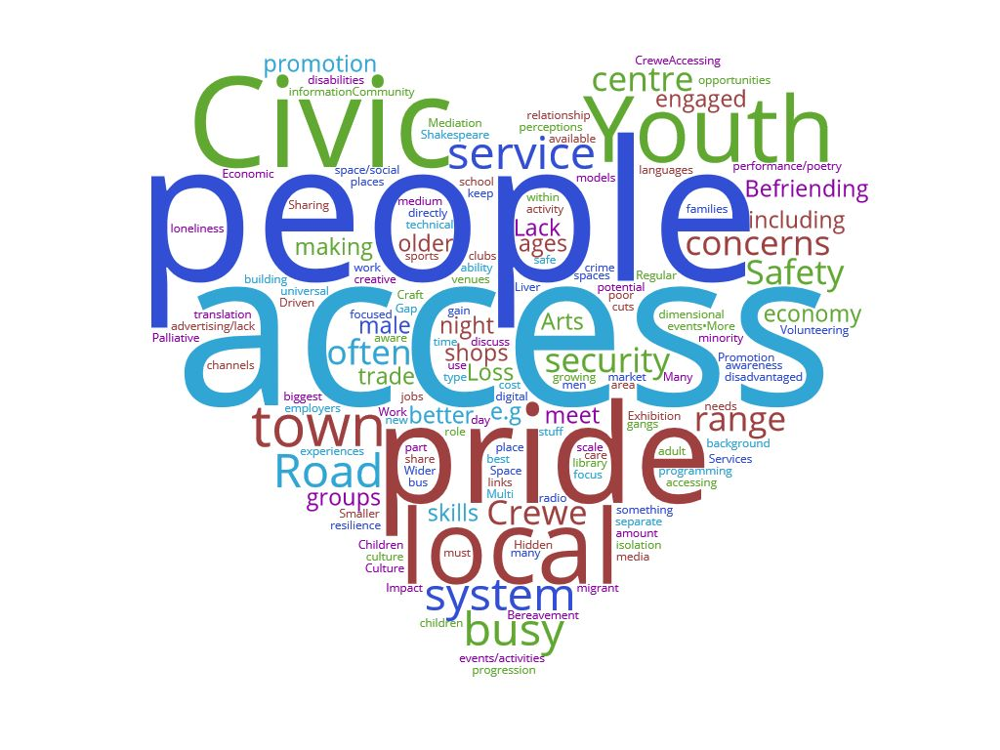 CreweAccessing
promotion
disabilities
centre
opportunities
informationCommunity
Civic
engaged
relationship
Youth
Mediation
perceptions
Shakespeare
available
service
Economic
space/social
places
school
keep
models
languages
performance/poetry
people
Befriending
Sharing
medium
within
directly
activity
families
loneliness
technical
Lack
including
making
older
ages
concerns
sports
clubs
safe
work
ability
crime
Safety
building
creative
venues
spaces
Regular
universal
Liver
potential
Driven
Craft
poor
access
Gap
gain
cuts
translation
focused
dimensional
economy
advertising/lack
male
night
Arts
events•More
Volunteering
Palliative
aware
time
discuss
minority
often
shops
security
Promotion
channels
use
growing
awareness
trade
type
Loss
men
market
Many
disadvantaged
cost
area
biggest
jobs
digital
employers
Work
better
day
e.g
meet
Exhibition
needs
town
new
role
stuff
gangs
range
pride
experiences
part
place
scale
adult
background
share
best
care
Services
Road
Wider
Space
library
programming
bus
links
focus
accessing
groups
Multi
radio
Smaller
skills
Crewe
something
resilience
separate
amount
Children
local
Hidden
isolation
culture
must
many
media
Culture
Impact
system
migrant
children
Bereavement
busy
events/activities
progression